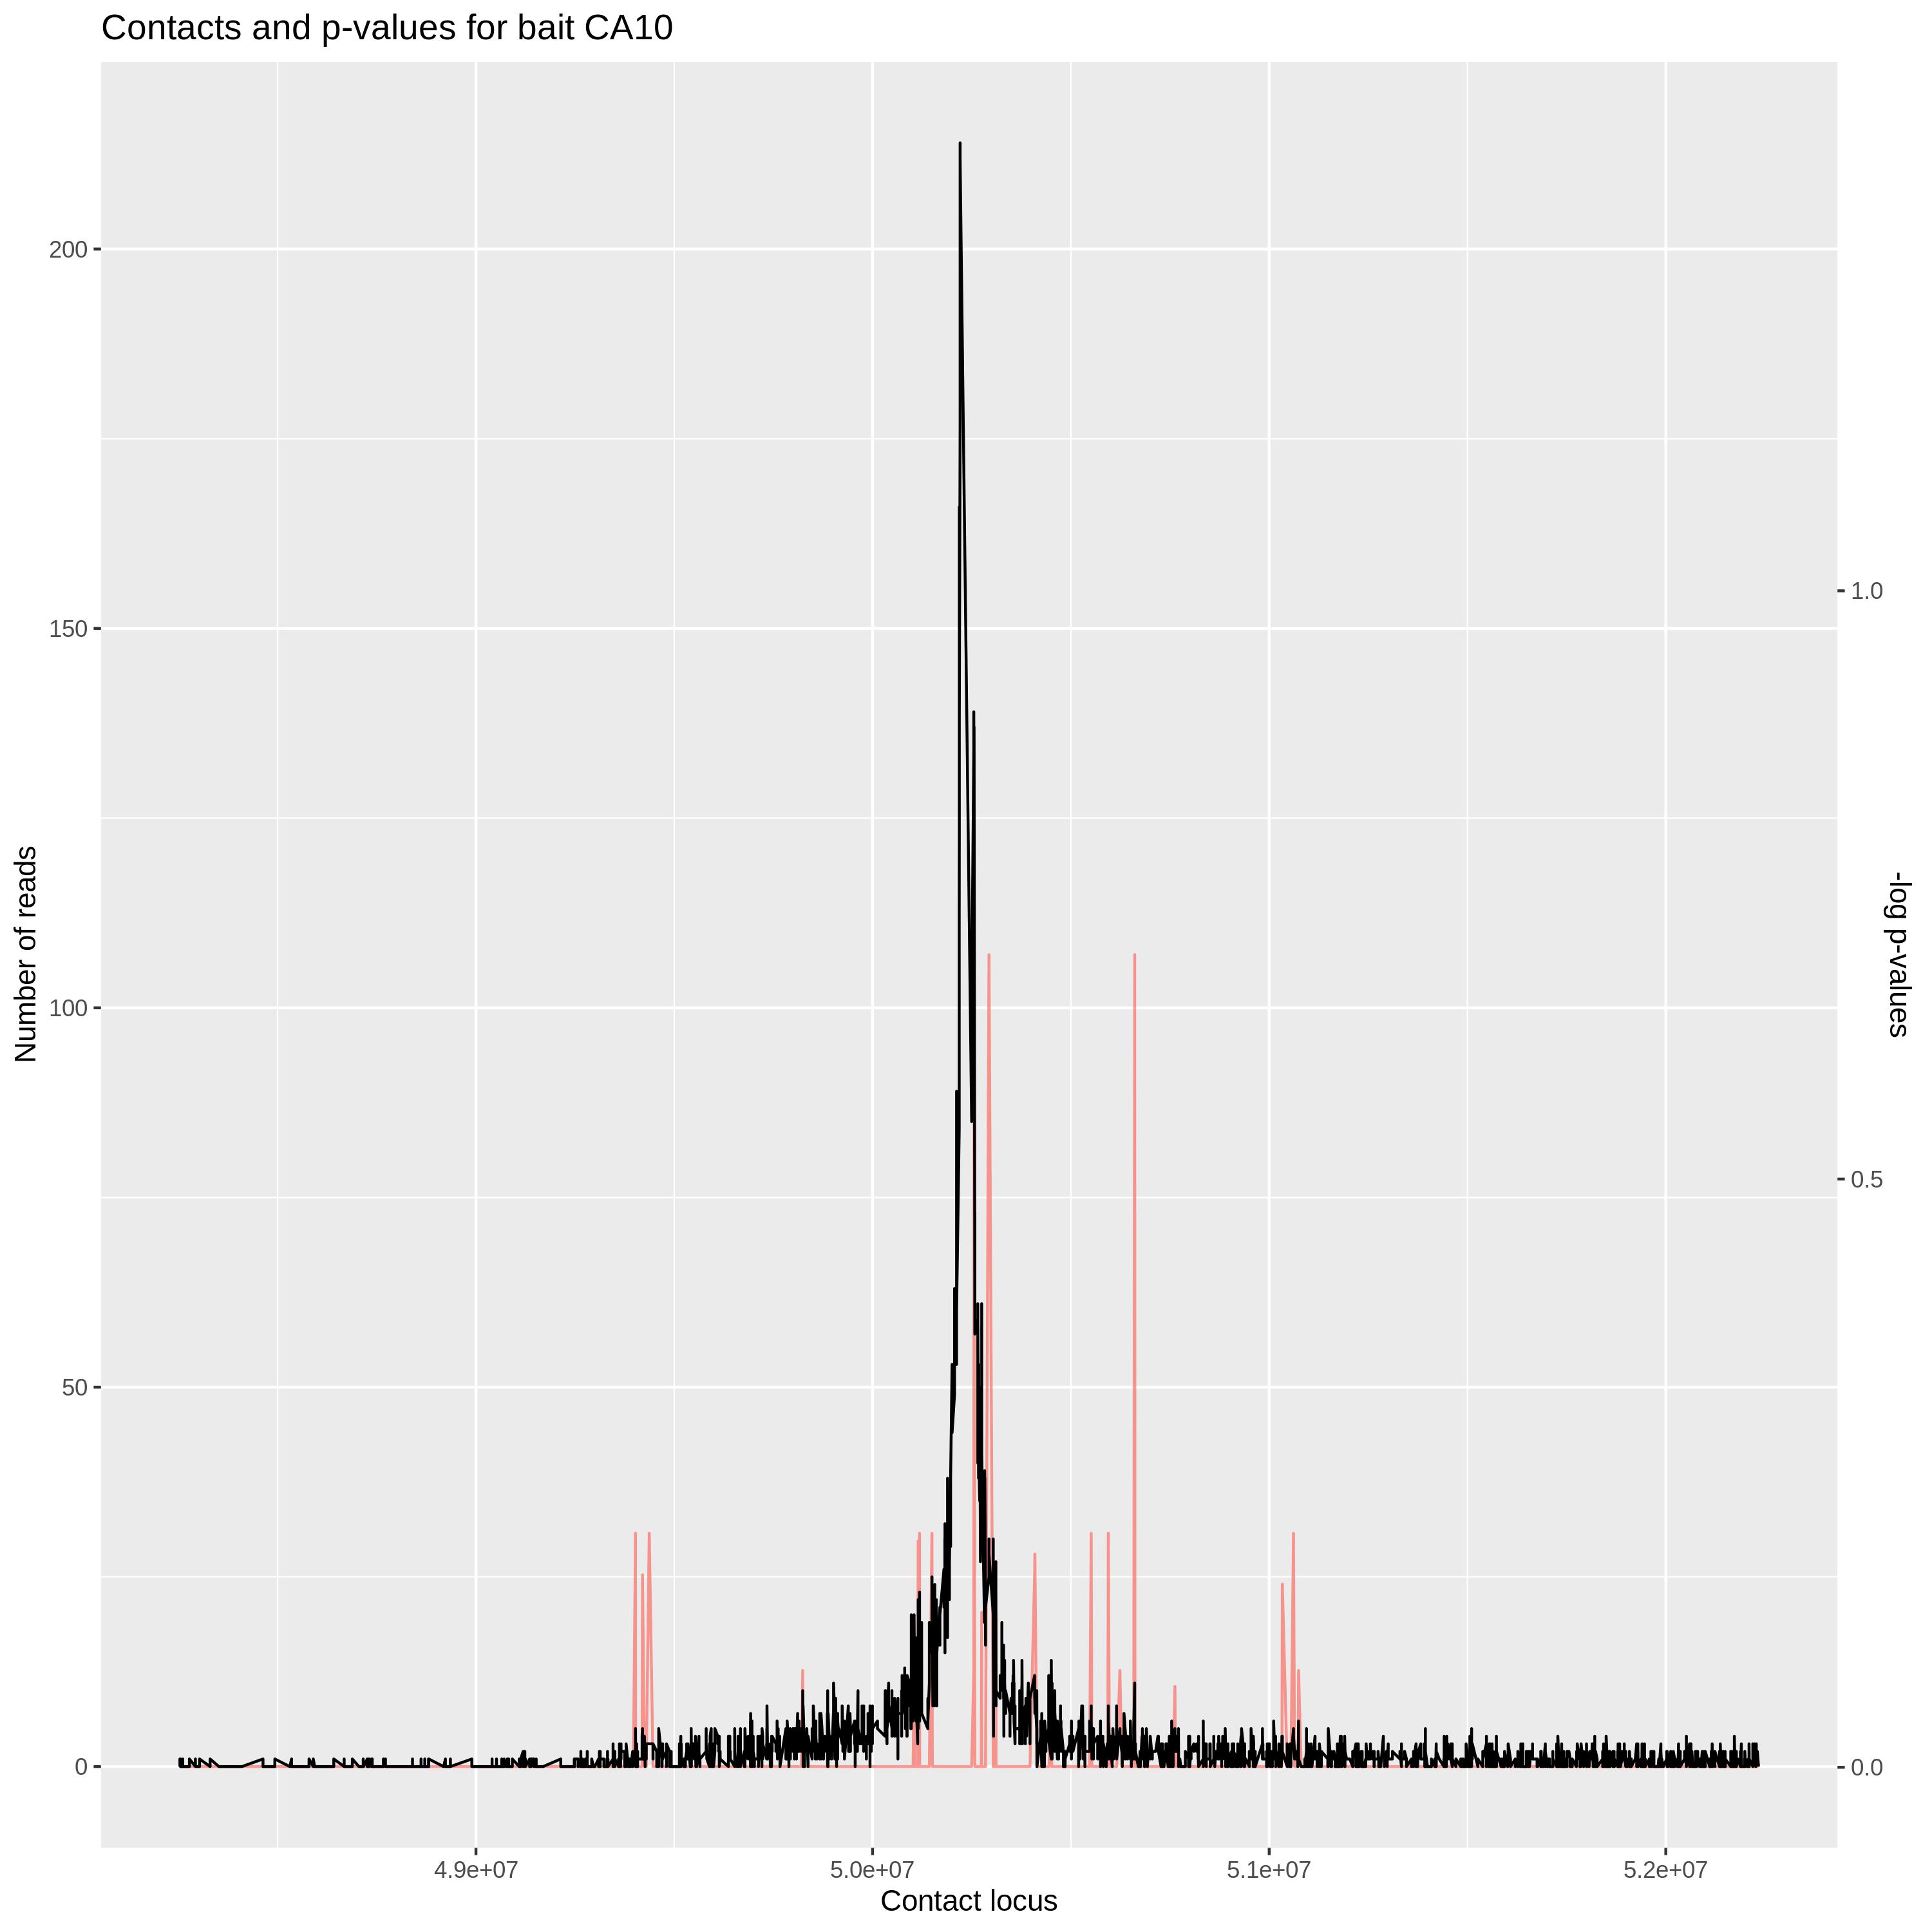 Contacts and p-values for bait CA10
Number of reads
200
150
100
50
0
1.0
0.5
0.0
-log p-values
4.9e+07
5.0e+07
5.1e+07
5.2e+07
Contact locus